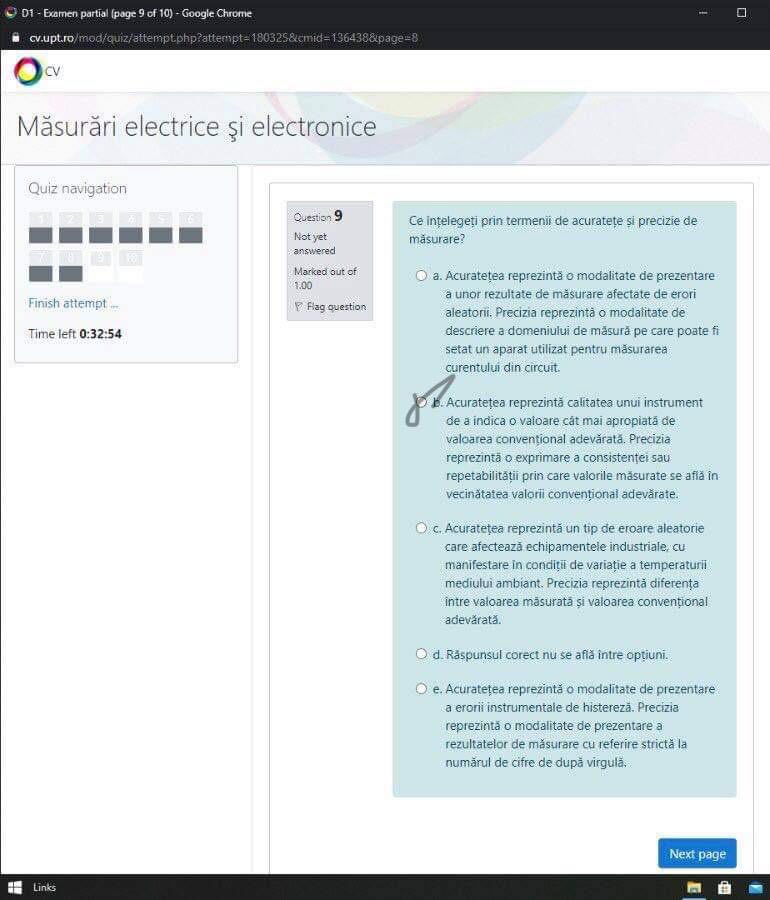 D1 - Examen partial (page 9 of 10) - Google Chrome
cv.upt.ro/mod/quiz/attempt.php?attempt=180325&cmid=136438&page=8
CV
Măsurări electrice şi electronice
Quiz navigation
1 2 3 4 5 6
7 8 9 10
Finish attempt ...
Time left 0:32:54
Question 9
Not yet
answered
Marked out of
1.00
Flag question
Ce înțelegeți prin termenii de acuratețe și precizie de
măsurare?
a. Acuratețea reprezintă o modalitate de prezentare
a unor rezultate de măsurare afectate de erori
aleatorii. Precizia reprezintă o modalitate de
descriere a domeniului de măsură pe care poate fi
setat un aparat utilizat pentru măsurarea
curentului din circuit.
b. Acuratețea reprezintă calitatea unui instrument
de a indica o valoare cât mai apropiată de
valoarea convențional adevărată. Precizia
reprezintă o exprimare a consistenței sau
repetabilității prin care valorile măsurate se află în
vecinătatea valorii convențional adevărate.
c. Acuratețea reprezintă un tip de eroare aleatorie
care afectează echipamentele industriale, cu
manifestare în condiții de variație a temperaturii
mediului ambiant. Precizia reprezintă diferența
între valoarea măsurată și valoarea convențional
adevărată.
d. Răspunsul corect nu se află între opțiuni.
e. Acuratețea reprezintă o modalitate de prezentare
a erorii instrumentale de histereză. Precizia
reprezintă o modalitate de prezentare a
rezultatelor de măsurare cu referire strictă la
numărul de cifre de după virgulă.
Next page
Links